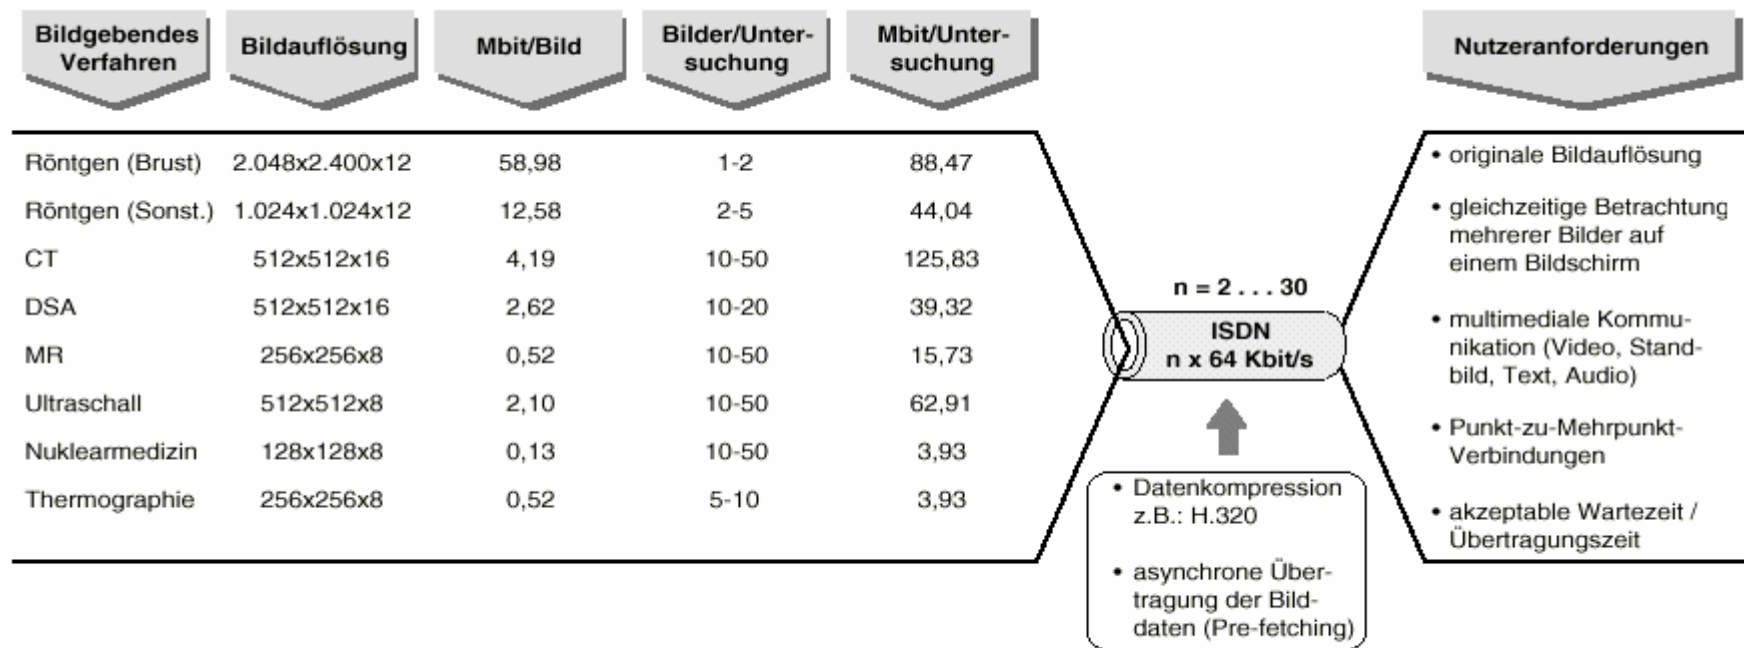 Bildgebendes
Verfahren
Bildauflösung
Mbit/Bild
Bilder/Unter-
suchung
Mbit/Unter-
suchung
Nutzeranforderungen
Röntgen (Brust) 2.048x2.400x12 58,98 1-2 88,47
Röntgen (Sonst.) 1.024x1.024x12 12,58 2-5 44,04
CT 512x512x16 4,19 10-50 125,83
DSA 512x512x16 2,62 10-20 39,32
MR 256x256x8 0,52 10-50 15,73
Ultraschall 512x512x8 2,10 10-50 62,91
Nuklearmedizin 128x128x8 0,13 10-50 3,93
Thermographie 256x256x8 0,52 5-10 3,93
n = 2 . . . 30
ISDN
n x 64 Kbit/s
• Datenkompression
z.B.: H.320
• asynchrone Über-
tragung der Bild-
daten (Pre-fetching)
• originale Bildauflösung
• gleichzeitige Betrachtung
mehrerer Bilder auf
einem Bildschirm
• multimediale Kommu-
nikation (Video, Stand-
bild, Text, Audio)
• Punkt-zu-Mehrpunkt-
Verbindungen
• akzeptable Wartezeit /
Übertragungszeit